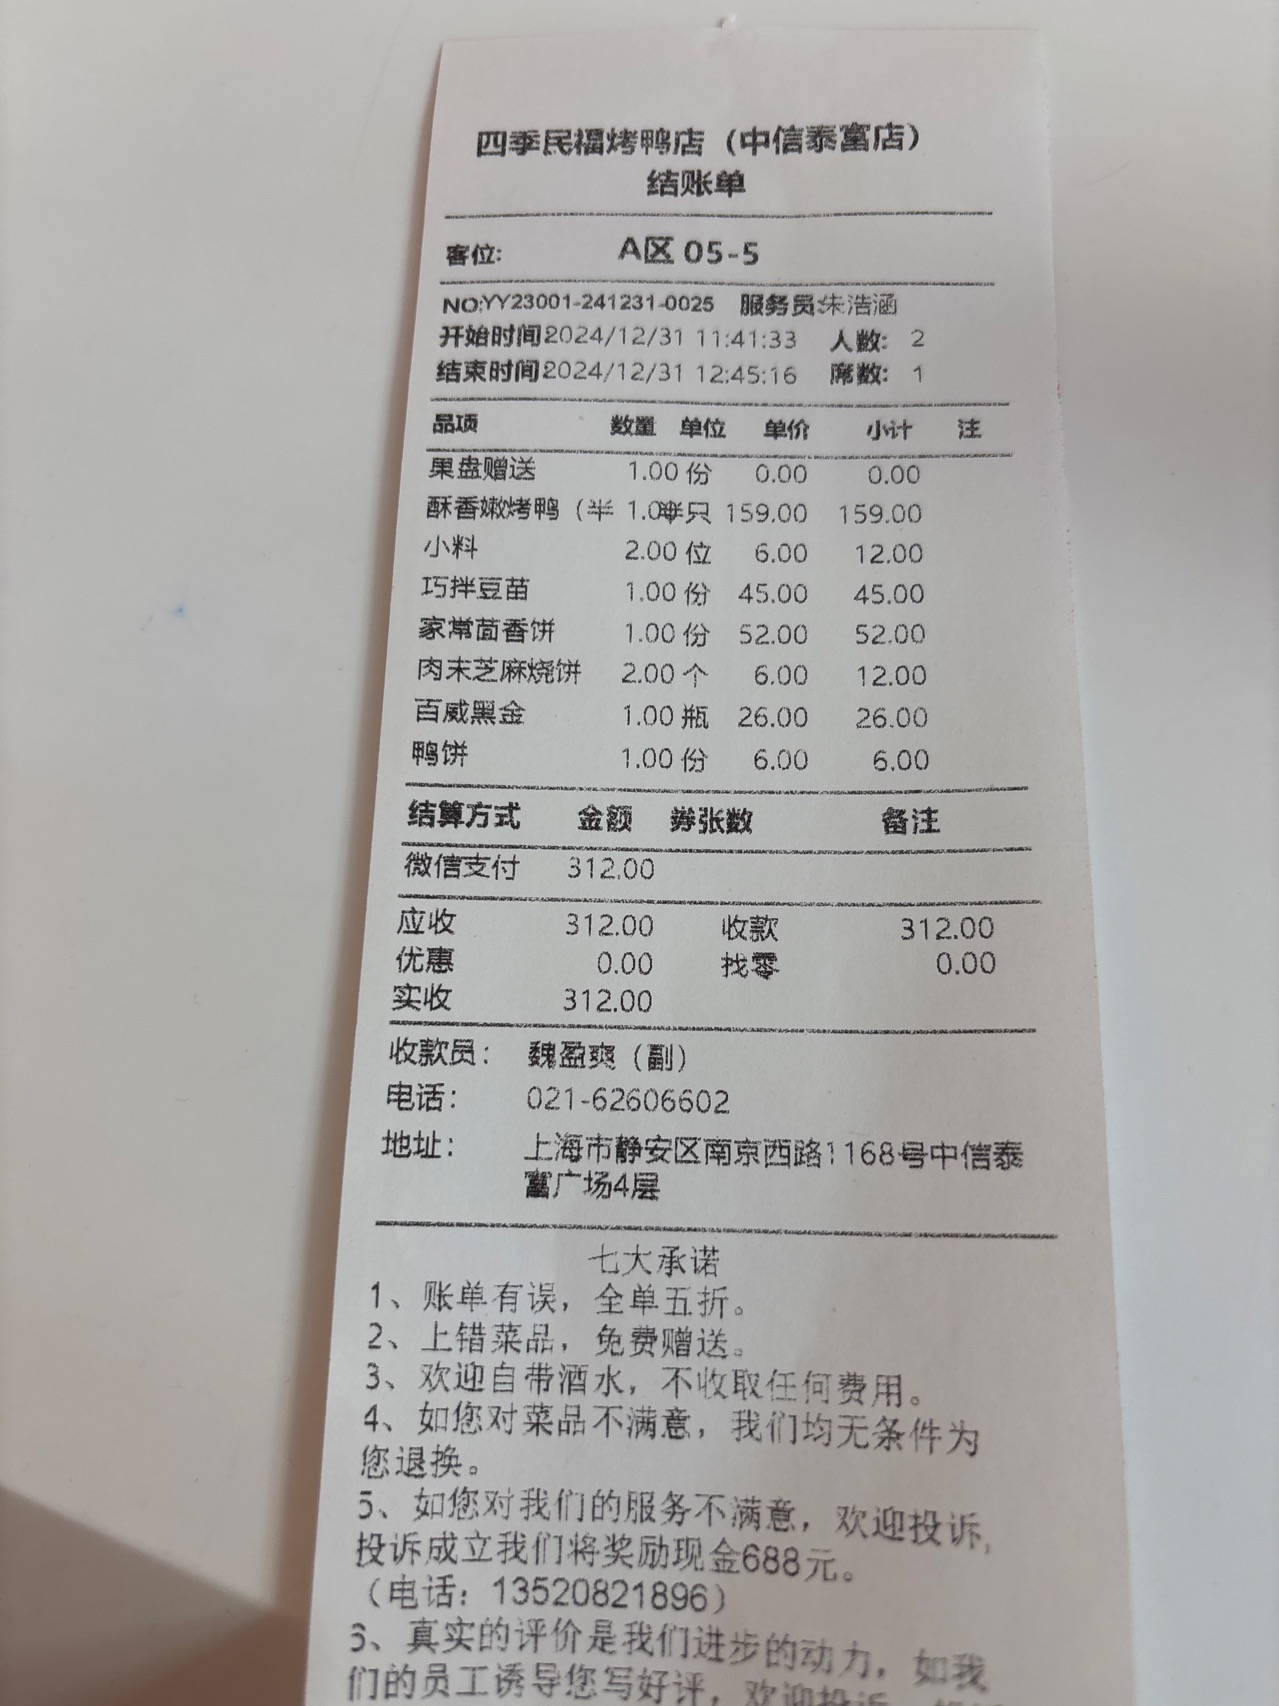 四季民福烤鸭店（中信泰富店）
结账单
客位: A区 05-5
NO:YY23001-241231-0025 服务员:朱浩涵
开始时间2024/12/31 11:41:33 人数: 2
结束时间2024/12/31 12:45:16 席数: 1
品项 数量 单位 单价 小计 注
果盘赠送 1.00 份 0.00 0.00
酥香嫩烤鸭（半 1.00半只 159.00 159.00
小料 2.00 位 6.00 12.00
巧拌豆苗 1.00 份 45.00 45.00
家常茴香饼 1.00 份 52.00 52.00
肉末芝麻烧饼 2.00 个 6.00 12.00
百威黑金 1.00 瓶 26.00 26.00
鸭饼 1.00 份 6.00 6.00
结算方式 金额 券张数 备注
微信支付 312.00
应收 312.00 收款 312.00
优惠 0.00 找零 0.00
实收 312.00
收款员: 魏盈爽（副）
电话: 021-62606602
地址: 上海市静安区南京西路1168号中信泰
富广场4层
七大承诺
1、账单有误，全单五折。
2、上错菜品，免费赠送。
3、欢迎自带酒水，不收取任何费用。
4、如您对菜品不满意，我们均无条件为
您退换。
5、如您对我们的服务不满意，欢迎投诉,
投诉成立我们将奖励现金688元。
（电话：13520821896）
6、真实的评价是我们进步的动力，如我
们的员工诱导您写好评，欢迎投诉